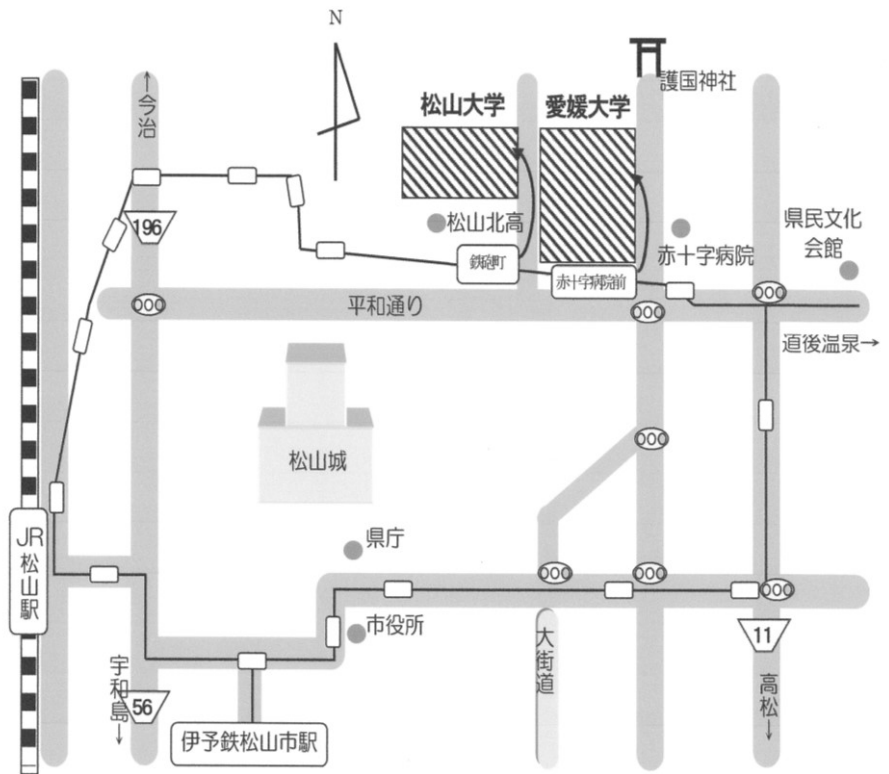 N
護国神社
松山大学
愛媛大学
←今治
196
松山北高
鉄砲町
赤十字病院前
赤十字病院
県民文化
会館
平和通り
道後温泉→
松山城
JR
松山駅
県庁
市役所
大街道
11
高松→
宇和島→
56
伊予鉄松山市駅